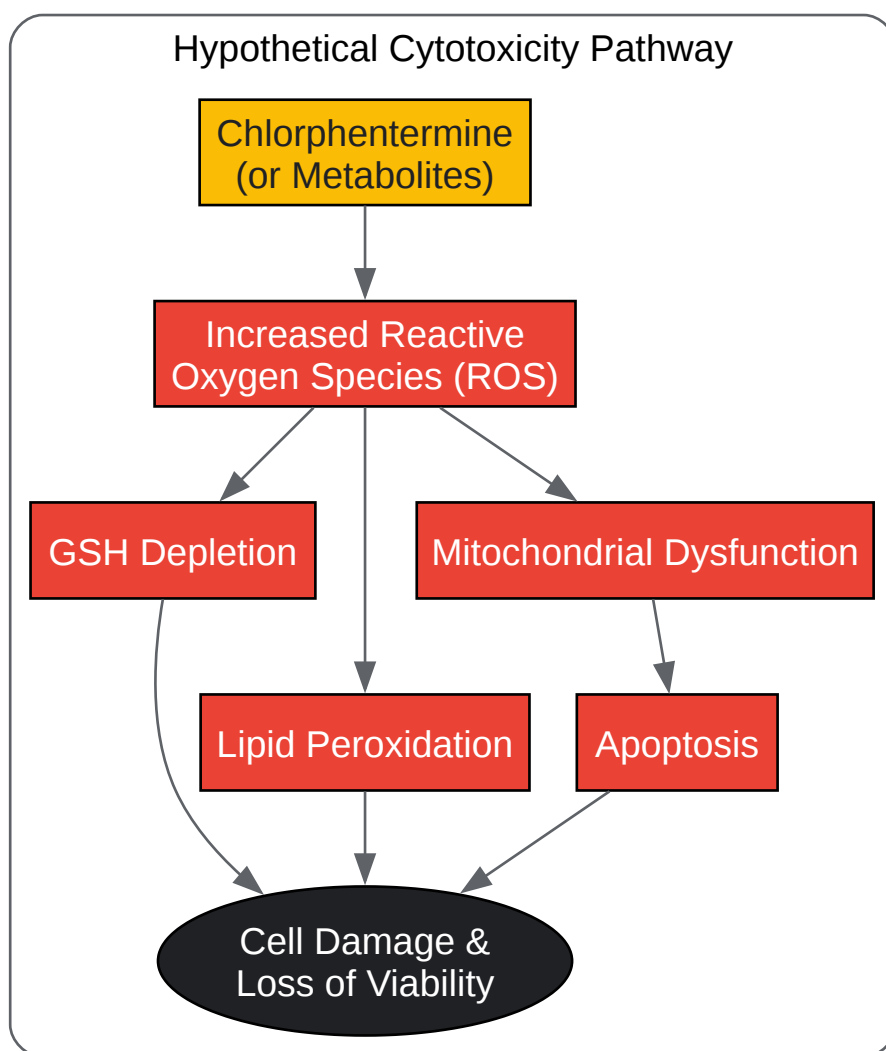 Hypothetical Cytotoxicity Pathway
Chlorphentermine
(or Metabolites)
Increased Reactive
Oxygen Species (ROS)
GSH Depletion
Mitochondrial Dysfunction
Lipid Peroxidation
Apoptosis
Cell Damage &
Loss of Viability